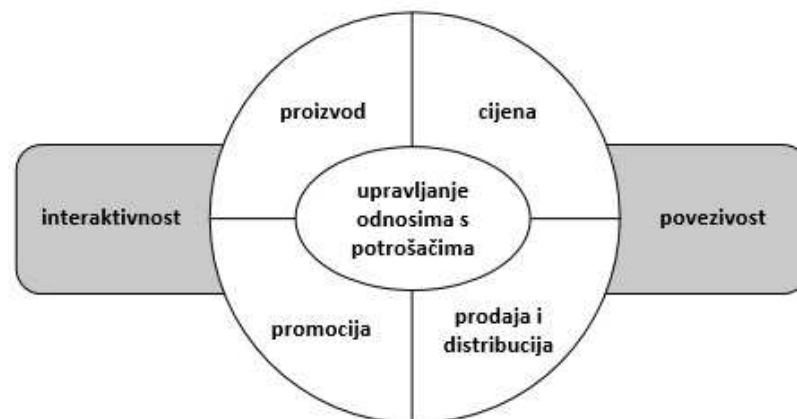 proizvod
cijena
interaktivnost
upravljanje
odnosima s
potrošačima
povezivost
promocija
prodaja i
distribucija